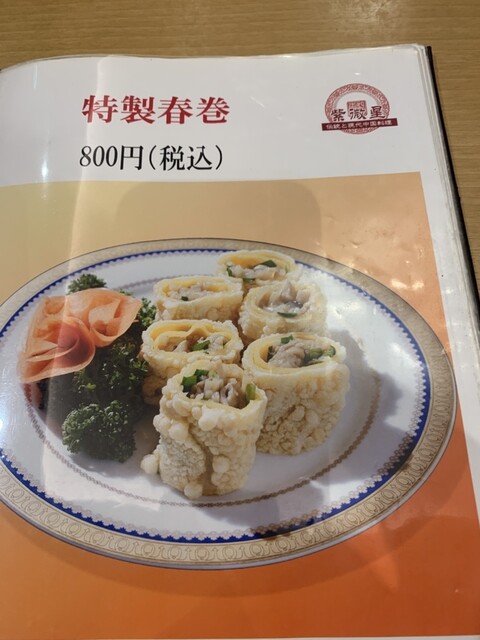 特製春巻
800円(税込)
紫微星
伝統と現代中国料理